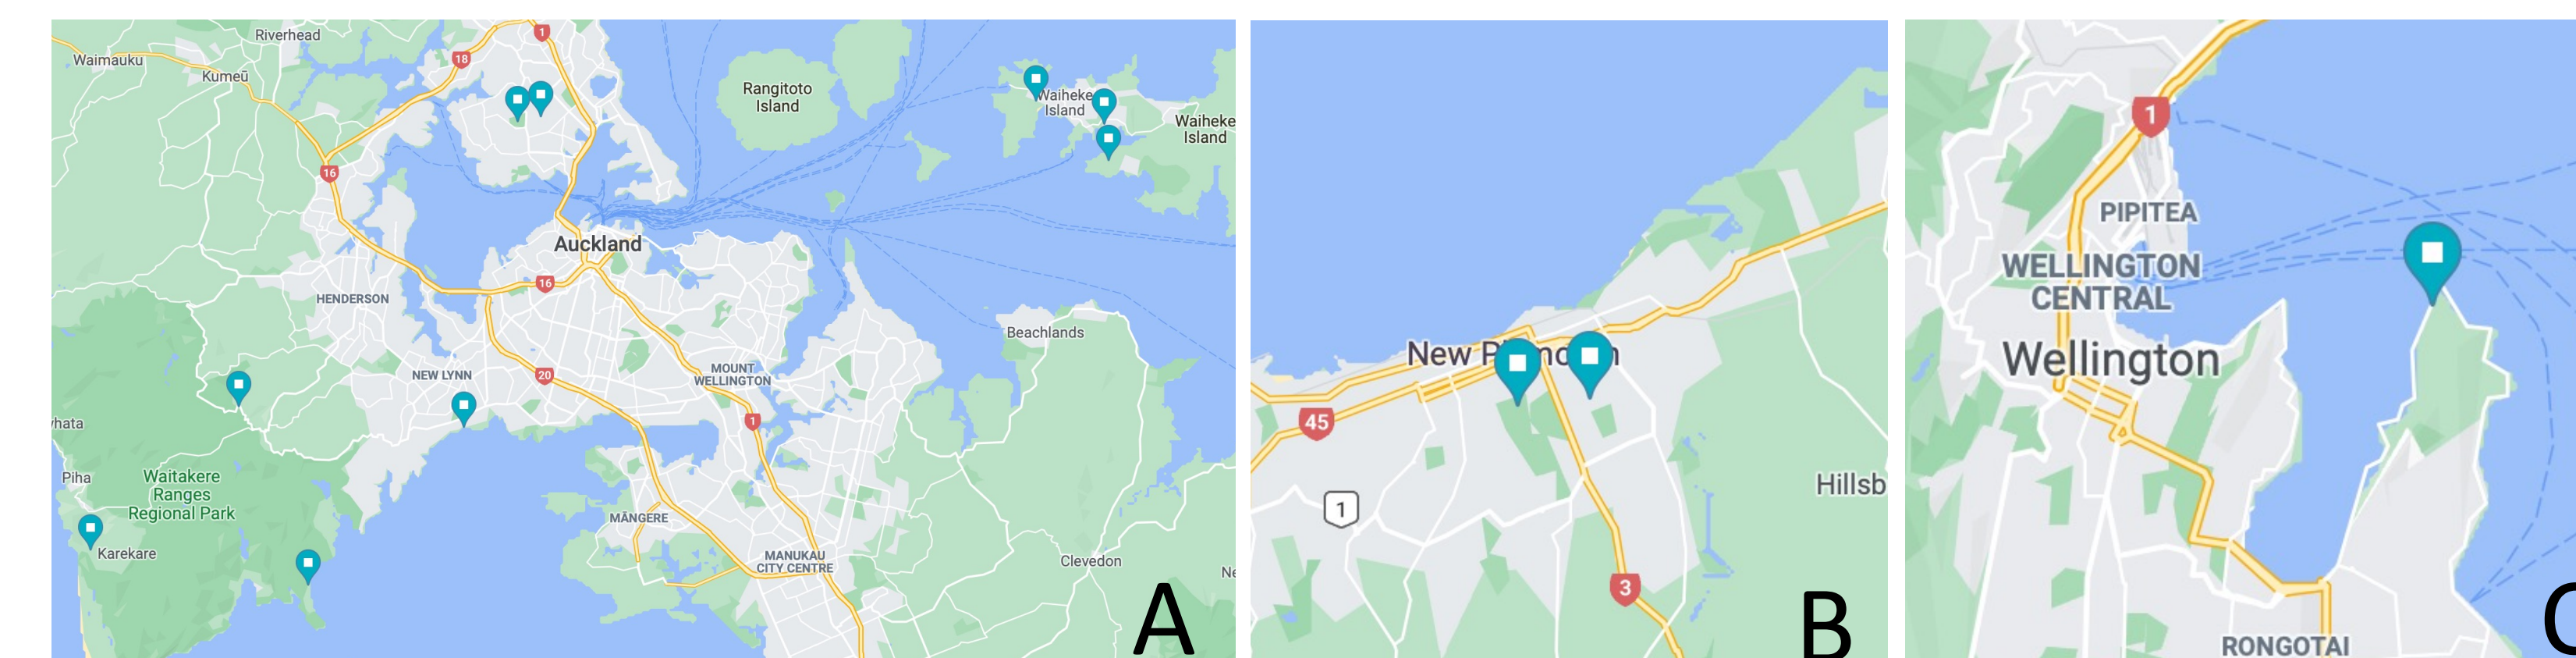 Riverhead
1
Waimauku
18
Kumeū
Rangitoto
Island
Waiheke
Island
Waiheke
Island
16
Auckland
16
HENDERSON
Beachlands
NEW LYNN
20
MOUNT
WELLINGTON
1
Piha
Waitakere
Ranges
Regional Park
MĀNGERE
Karekare
MANUKAU
CITY CENTRE
Clevedon
A
New
45
Hillsb
1
3
B
1
PIPITEA
WELLINGTON
CENTRAL
Wellington
RONGOTAI